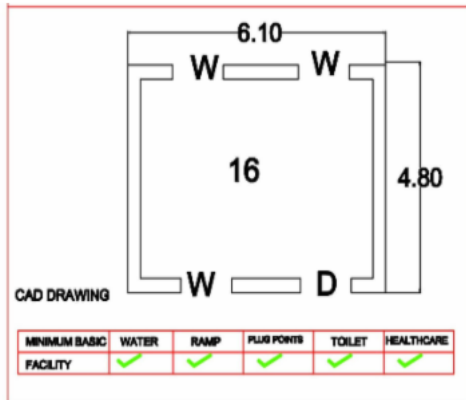 6.10
W W
16
4.80
W D
CAD DRAWING
MINIMUM BASIC WATER RAMP PLUG POINTS TOILET HEALTHCARE
FACILITY